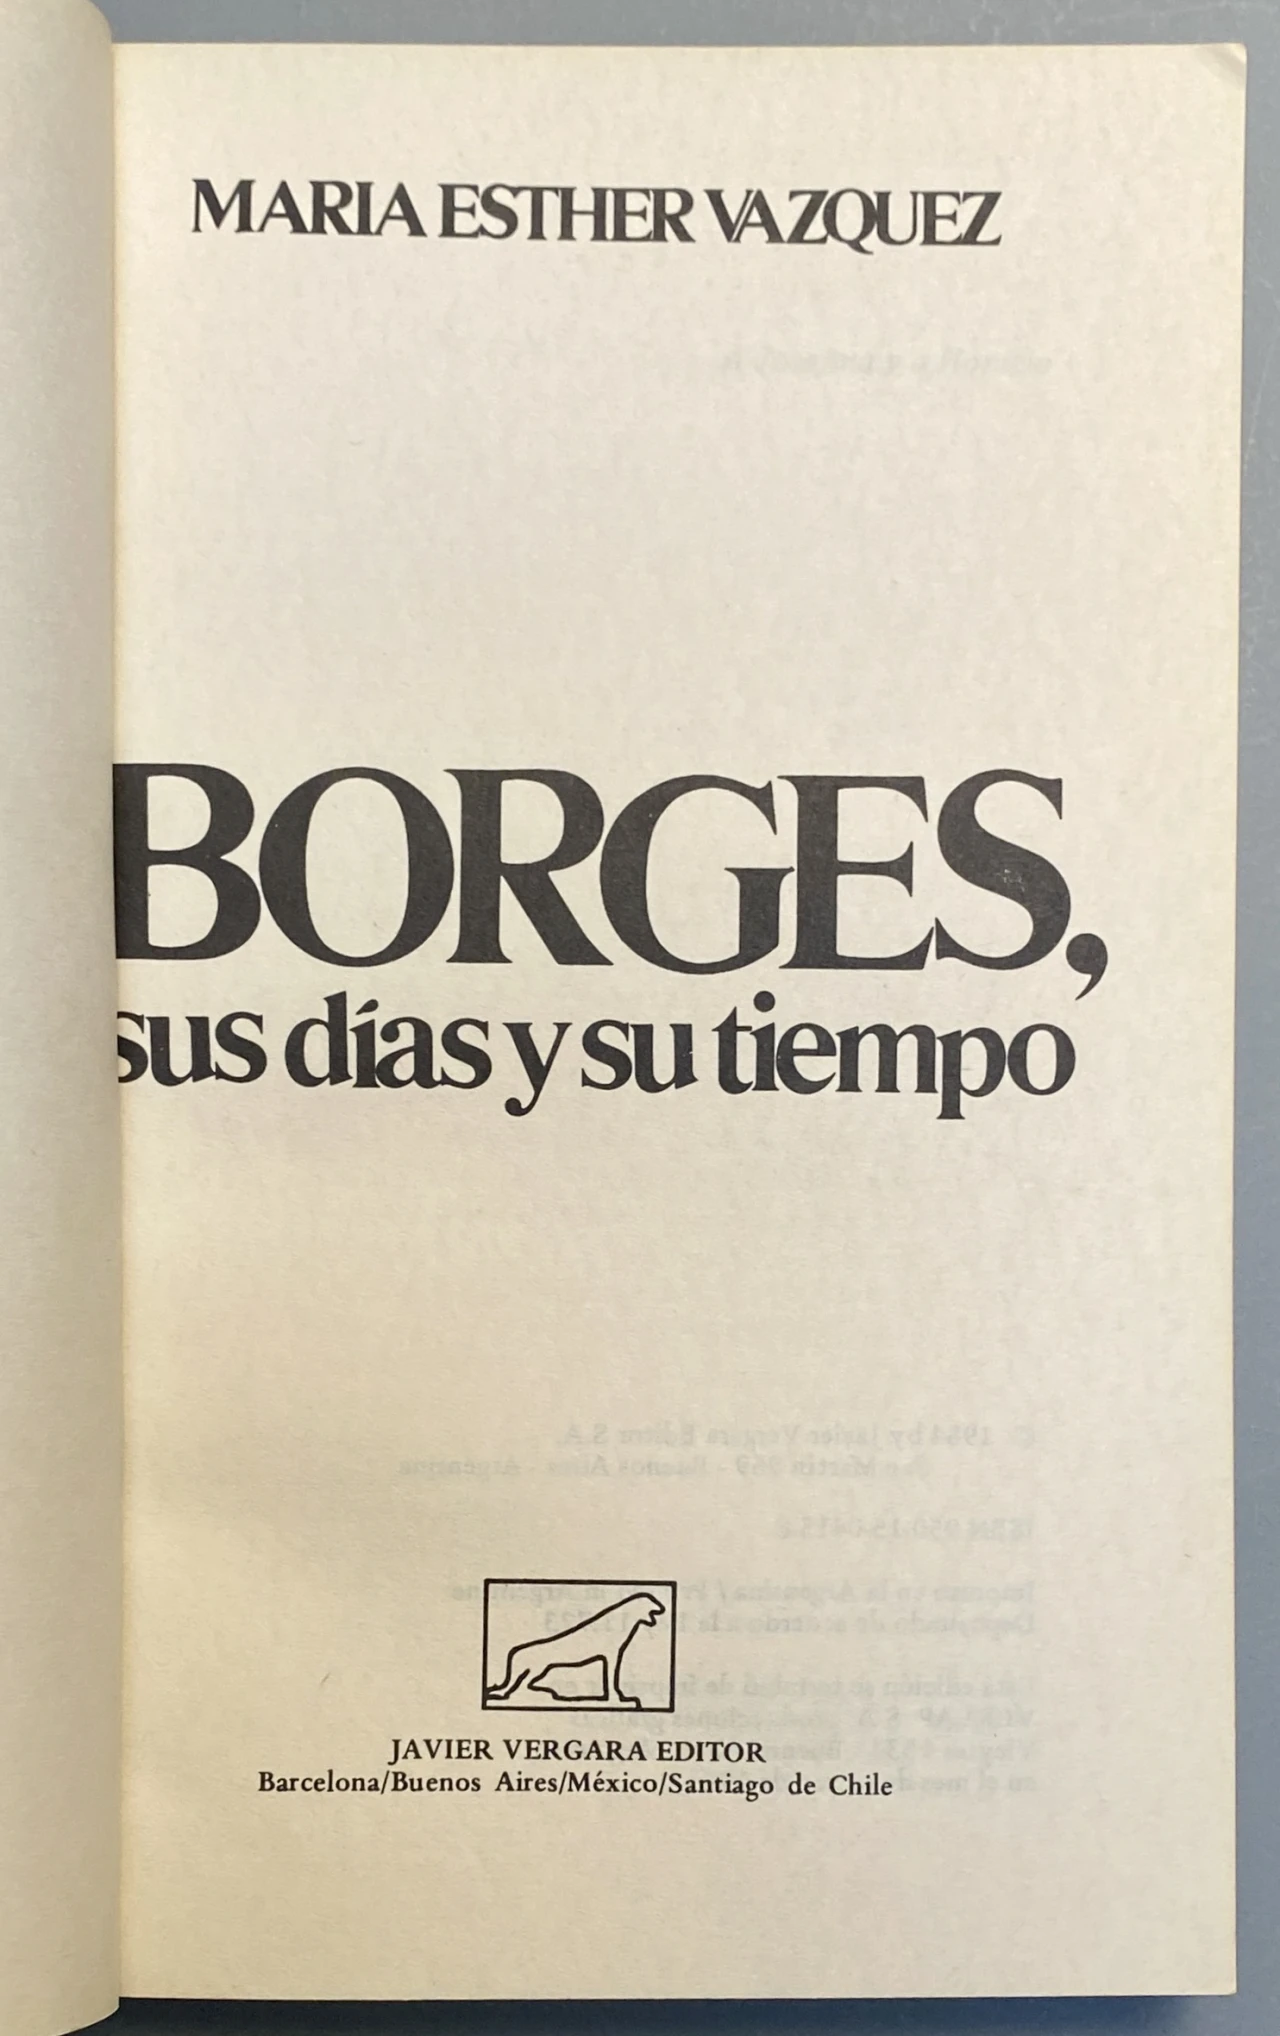 MARIA ESTHER VAZQUEZ
BORGES,
sus días y su tiempo
JAVIER VERGARA EDITOR
Barcelona/Buenos Aires/México/Santiago de Chile